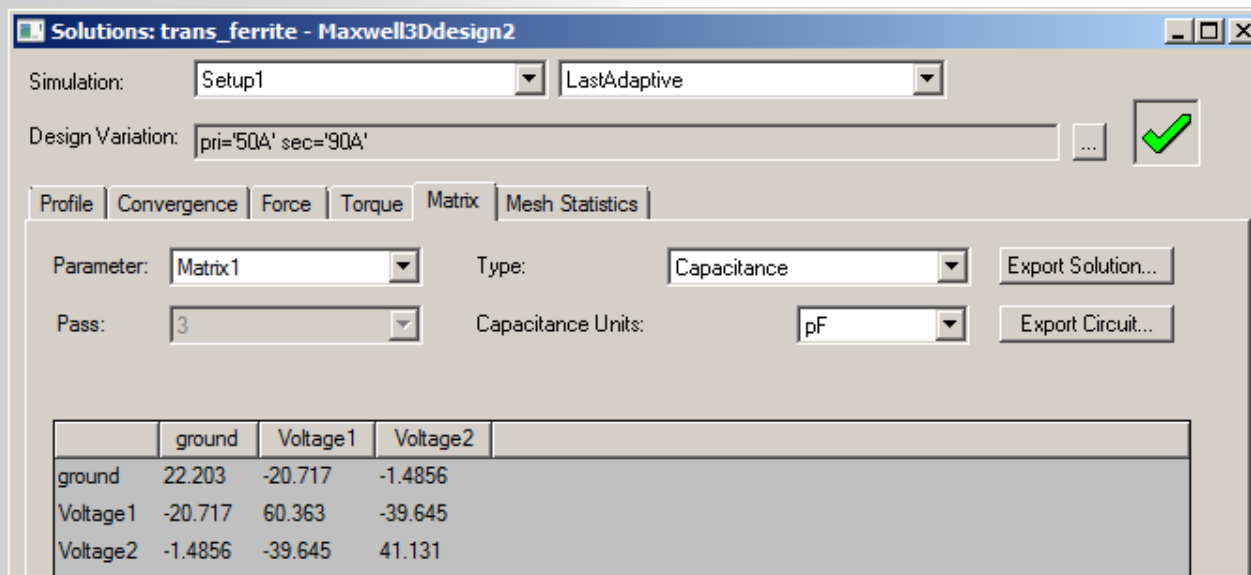 Solutions: trans_ferrite - Maxwell3Ddesign2
Simulation: Setup1 LastAdaptive
Design Variation: pri='50A' sec='90A' ...
Profile Convergence Force Torque Matrix Mesh Statistics
Parameter: Matrix1 Type: Capacitance Export Solution...
Pass: 3 Capacitance Units: pF Export Circuit...
ground Voltage1 Voltage2
ground 22.203 -20.717 -1.4856
Voltage1 -20.717 60.363 -39.645
Voltage2 -1.4856 -39.645 41.131